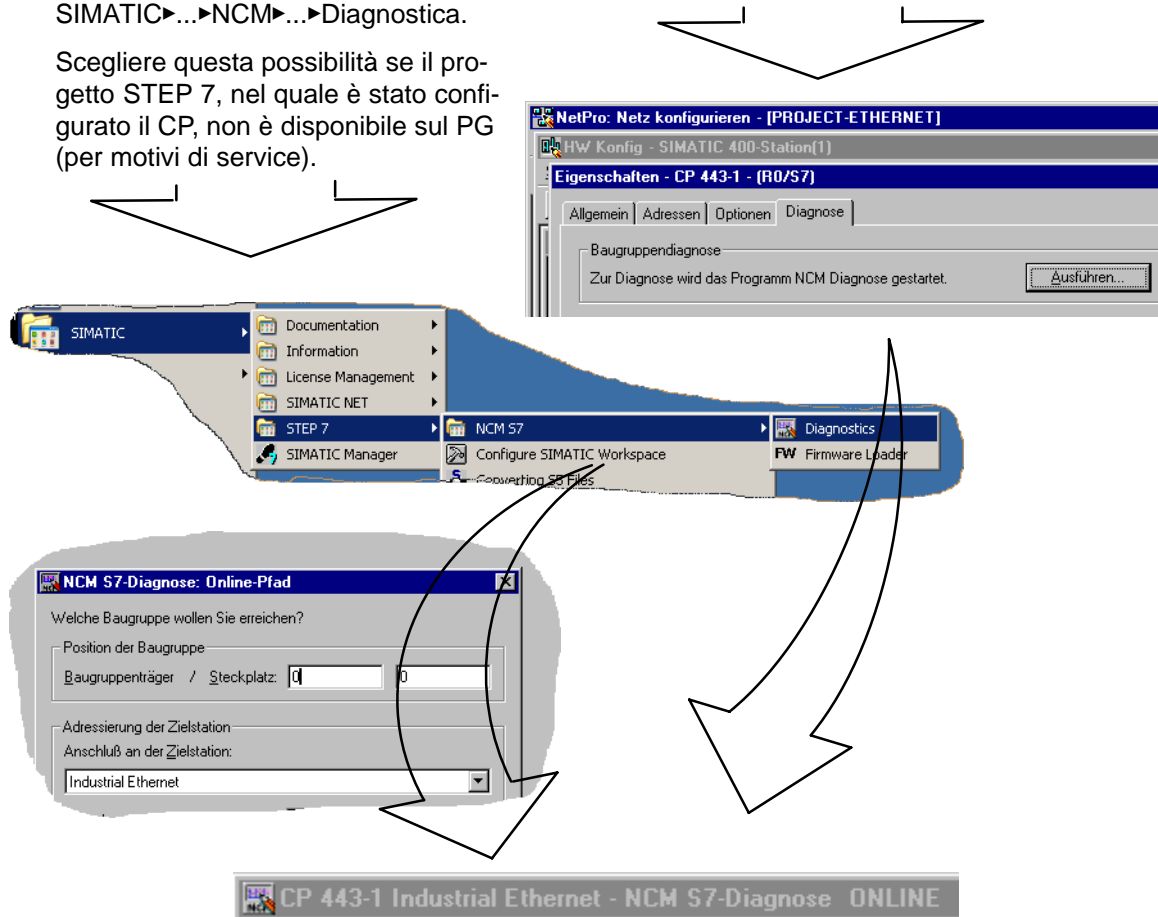 SIMATIC▸...▸NCM▸...▸Diagnostica.
Scegliere questa possibilità se il pro-
getto STEP 7, nel quale è stato confi-
gurato il CP, non è disponibile sul PG
(per motivi di service).
NetPro: Netz konfigurieren - [PROJECT-ETHERNET]
HW Konfig - SIMATIC 400-Station(1)
Eigenschaften - CP 443-1 - (R0/S7)
Allgemein Adressen Optionen Diagnose
Baugruppendiagnose
Zur Diagnose wird das Programm NCM Diagnose gestartet. Ausführen...
SIMATIC
Documentation
Information
License Management
SIMATIC NET
STEP 7
SIMATIC Manager
NCM S7
Configure SIMATIC Workspace
Converting S5 Files
Diagnostics
FW Firmware Loader
NCM S7-Diagnose: Online-Pfad
Welche Baugruppe wollen Sie erreichen?
Position der Baugruppe
Baugruppenträger / Steckplatz: 0 0
Adressierung der Zielstation
Anschluß an der Zielstation:
Industrial Ethernet
CP 443-1 Industrial Ethernet - NCM S7-Diagnose ONLINE